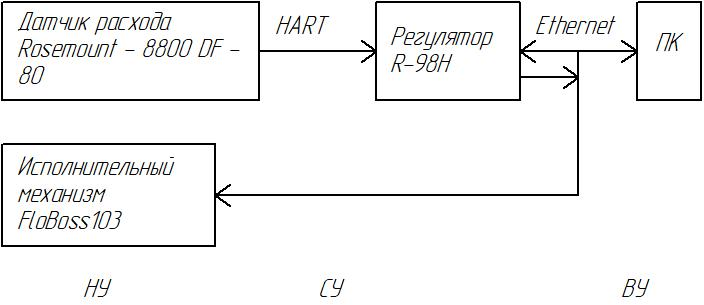 Датчик расхода
Rosemount - 8800 DF -
80
HART
Регулятор
R-98H
Ethernet
ПК
Исполнительный
механизм
FloBoss103
НУ
СУ
ВУ